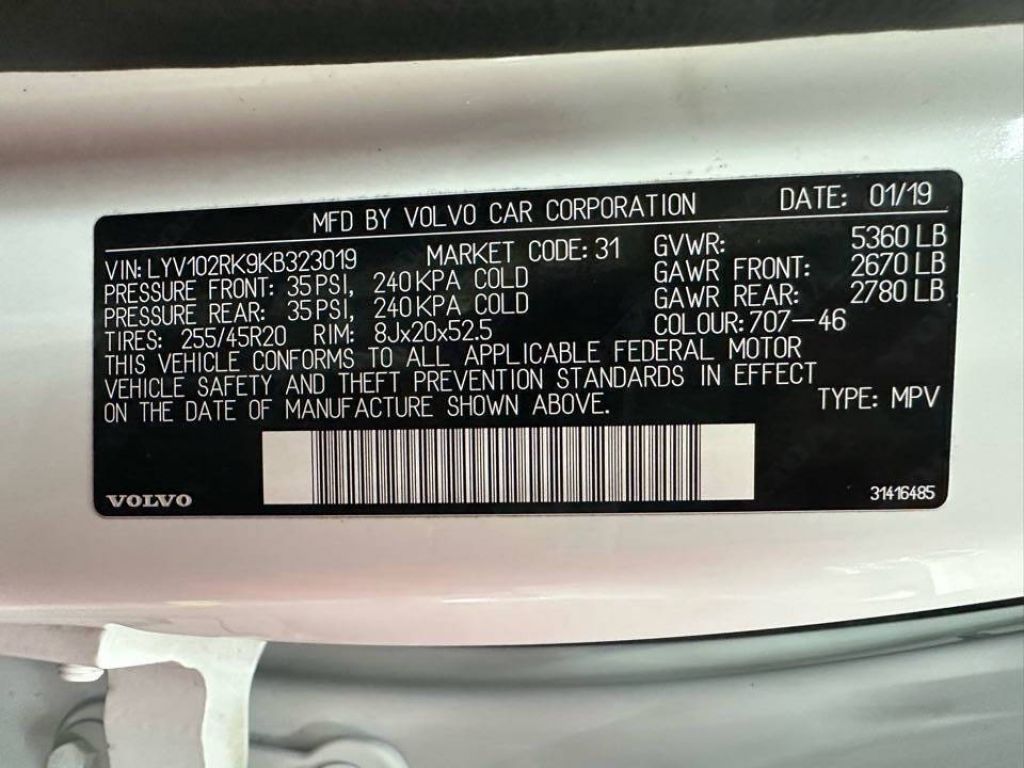 MFD BY VOLVO CAR CORPORATION DATE: 01/19
VIN: LYV102RK9KB323019 MARKET CODE: 31 GVWR: 5360 LB
PRESSURE FRONT: 35 PSI, 240 KPA COLD GAWR FRONT: 2670 LB
PRESSURE REAR: 35 PSI, 240 KPA COLD GAWR REAR: 2780 LB
TIRES: 255/45R20 RIM: 8Jx20x52.5 COLOUR: 707-46
THIS VEHICLE CONFORMS TO ALL APPLICABLE FEDERAL MOTOR
VEHICLE SAFETY AND THEFT PREVENTION STANDARDS IN EFFECT
ON THE DATE OF MANUFACTURE SHOWN ABOVE. TYPE: MPV
VOLVO 31416485